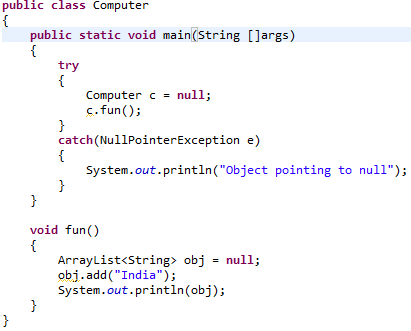 public class Computer
{
    public static void main(String []args)
    {
        try
        {
            Computer c = null;
            c.fun();
        }
        catch(NullPointerException e)
        {
            System.out.println("Object pointing to null");
        }
    }

    void fun()
    {
        ArrayList<String> obj = null;
        obj.add("India");
        System.out.println(obj);
    }
}